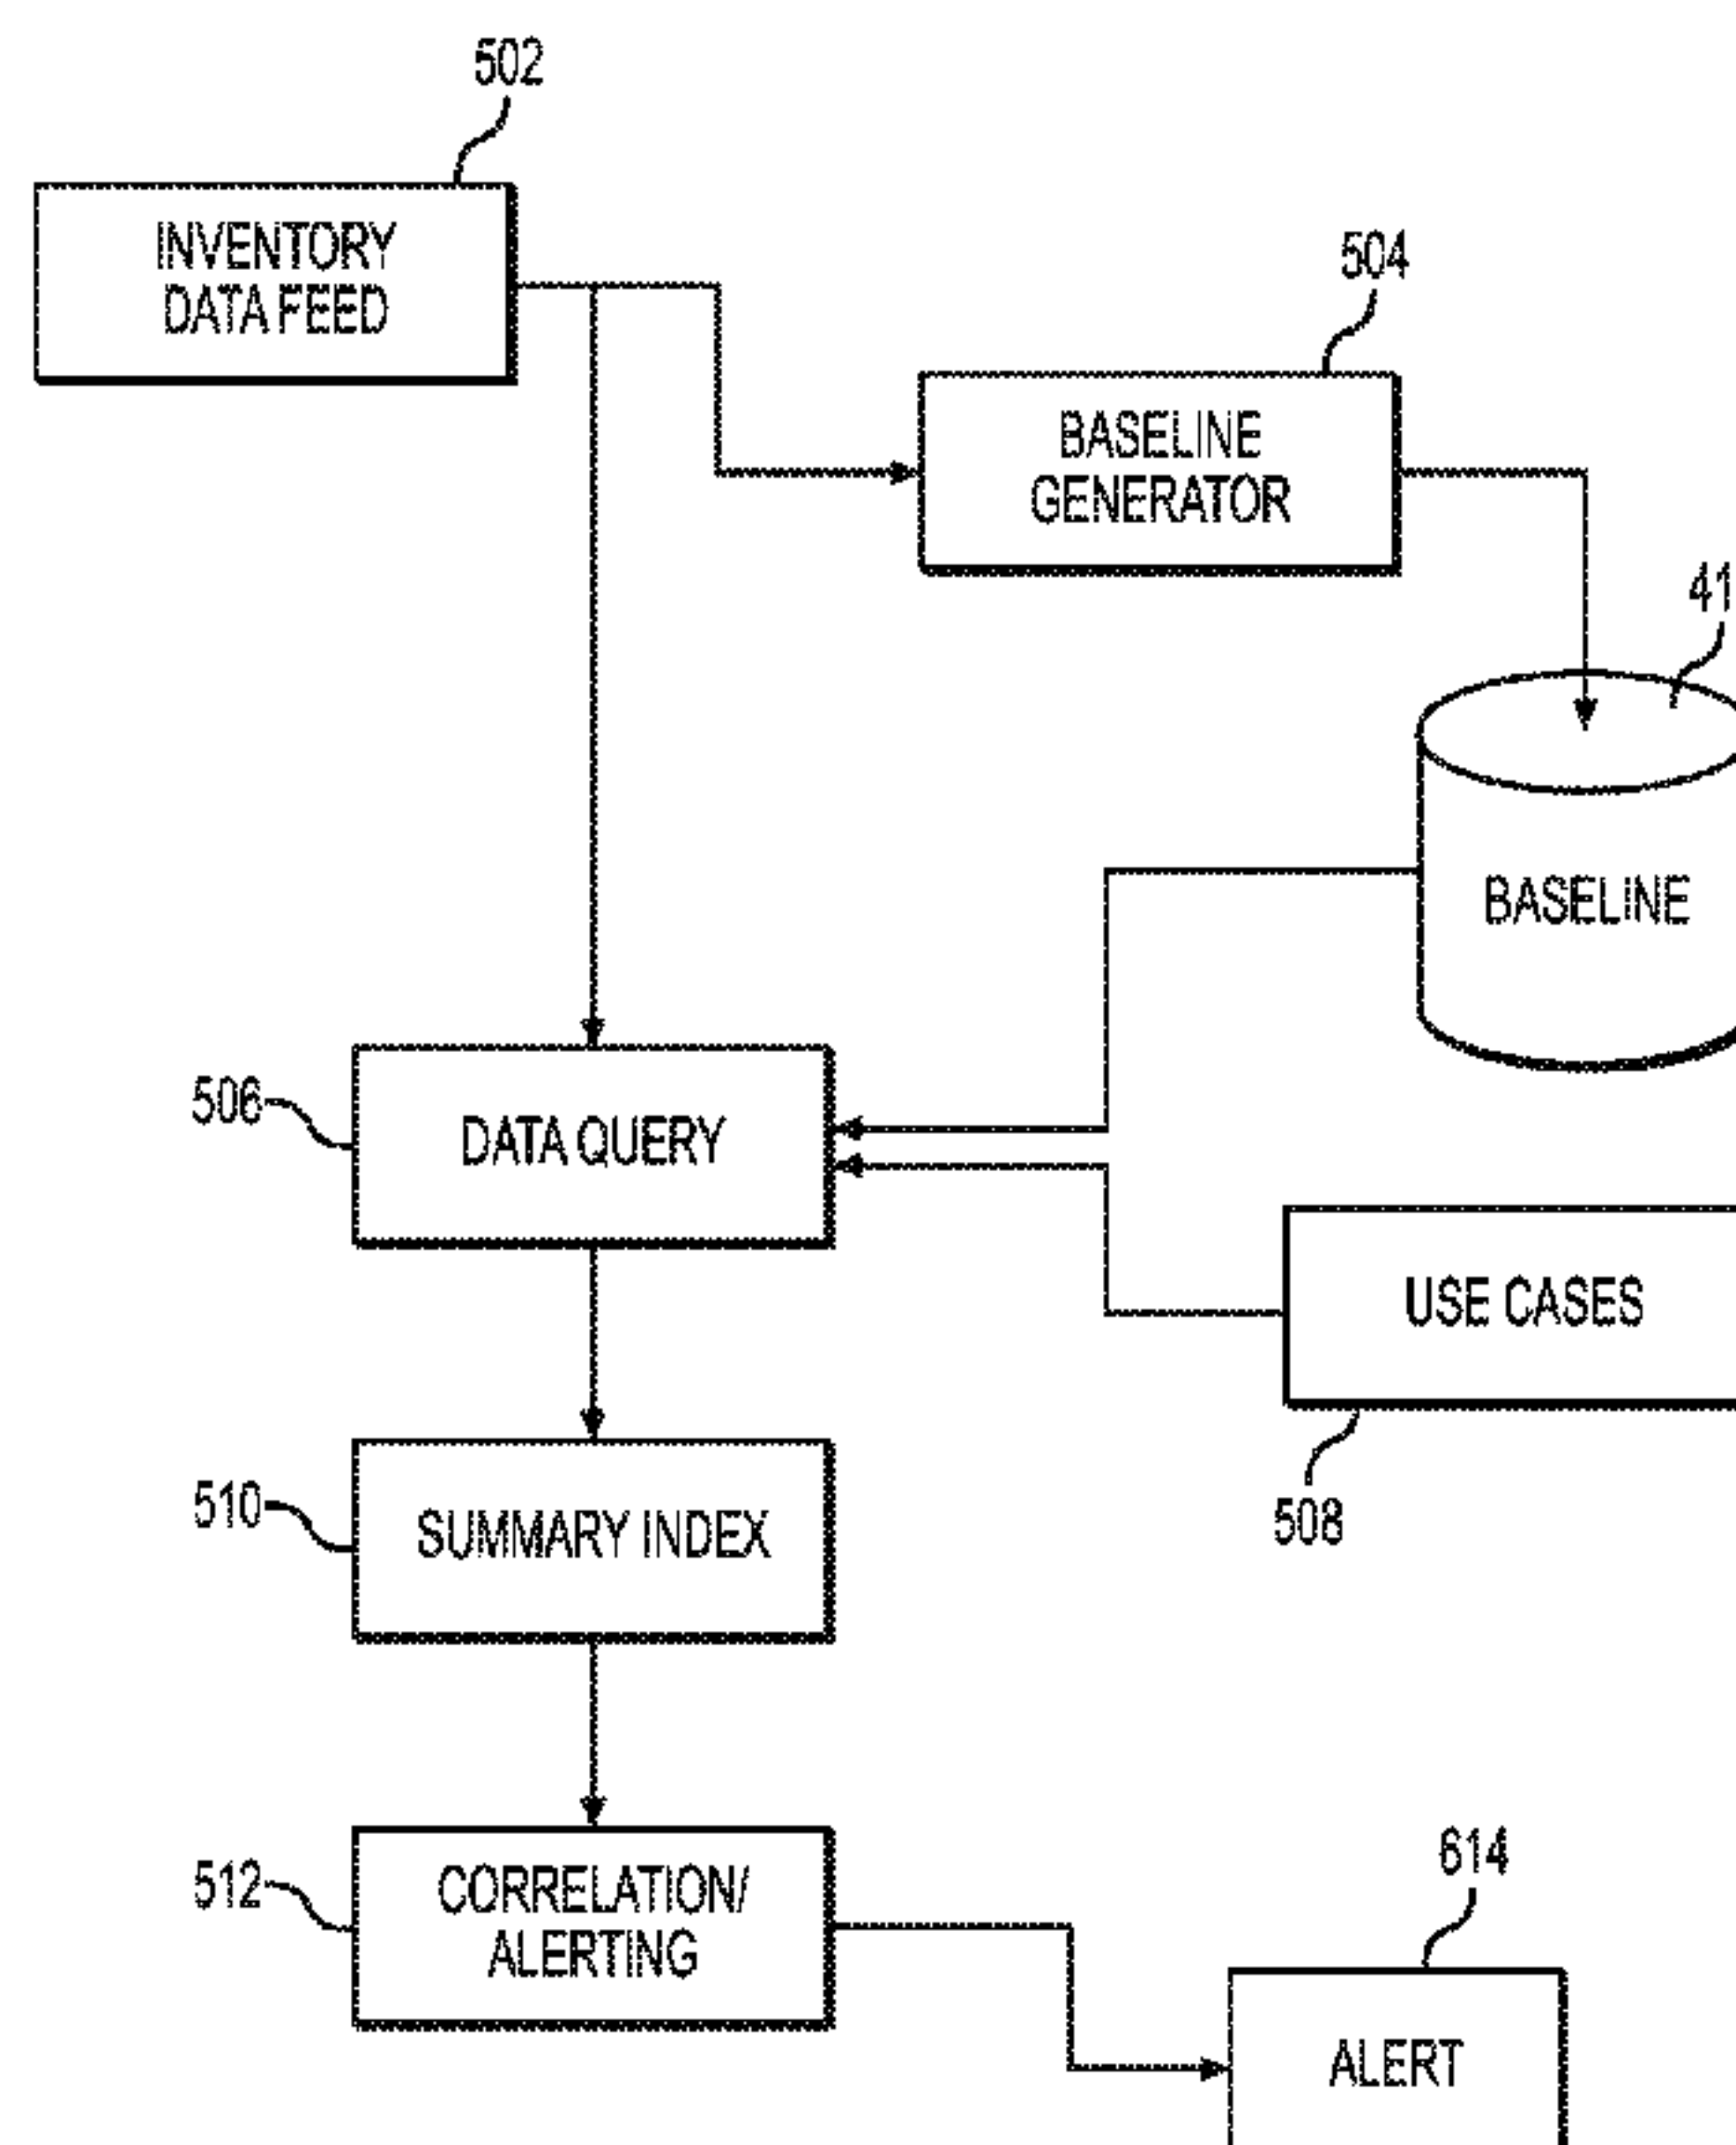 502
INVENTORY
DATA FEED
504
BASELINE
GENERATOR
41
BASELINE
506
DATA QUERY
USE CASES
508
510
SUMMARY INDEX
512
CORRELATION/
ALERTING
614
ALERT